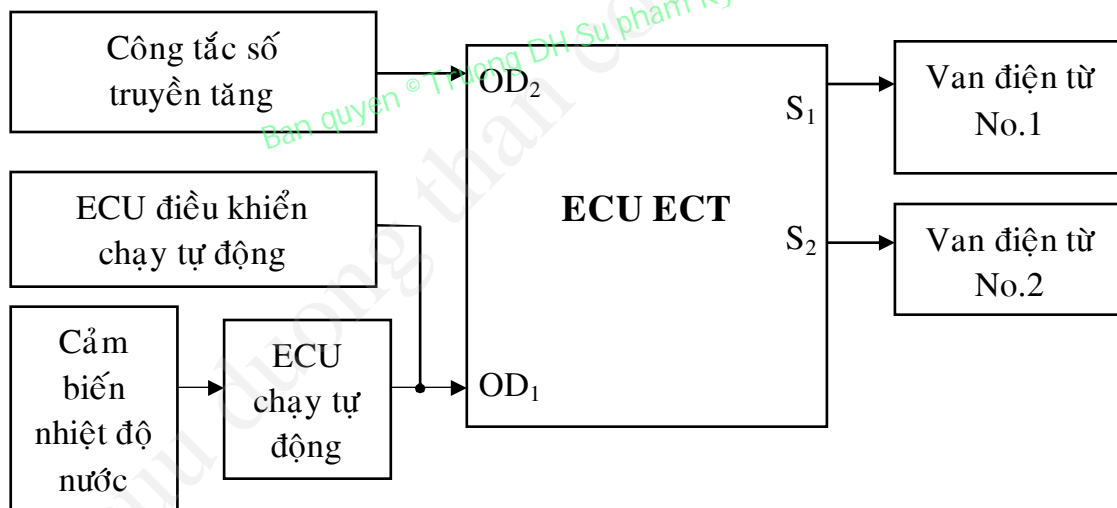 Công tắc số
truyền tăng
OD₂
S₁
Van điện từ
No.1
ECU điều khiển
chạy tự động
ECU ECT
S₂
Van điện từ
No.2
Cảm
biến
nhiệt độ
nước
ECU
chạy tự
động
OD₁
Ban quyen © Truong DH Su pham